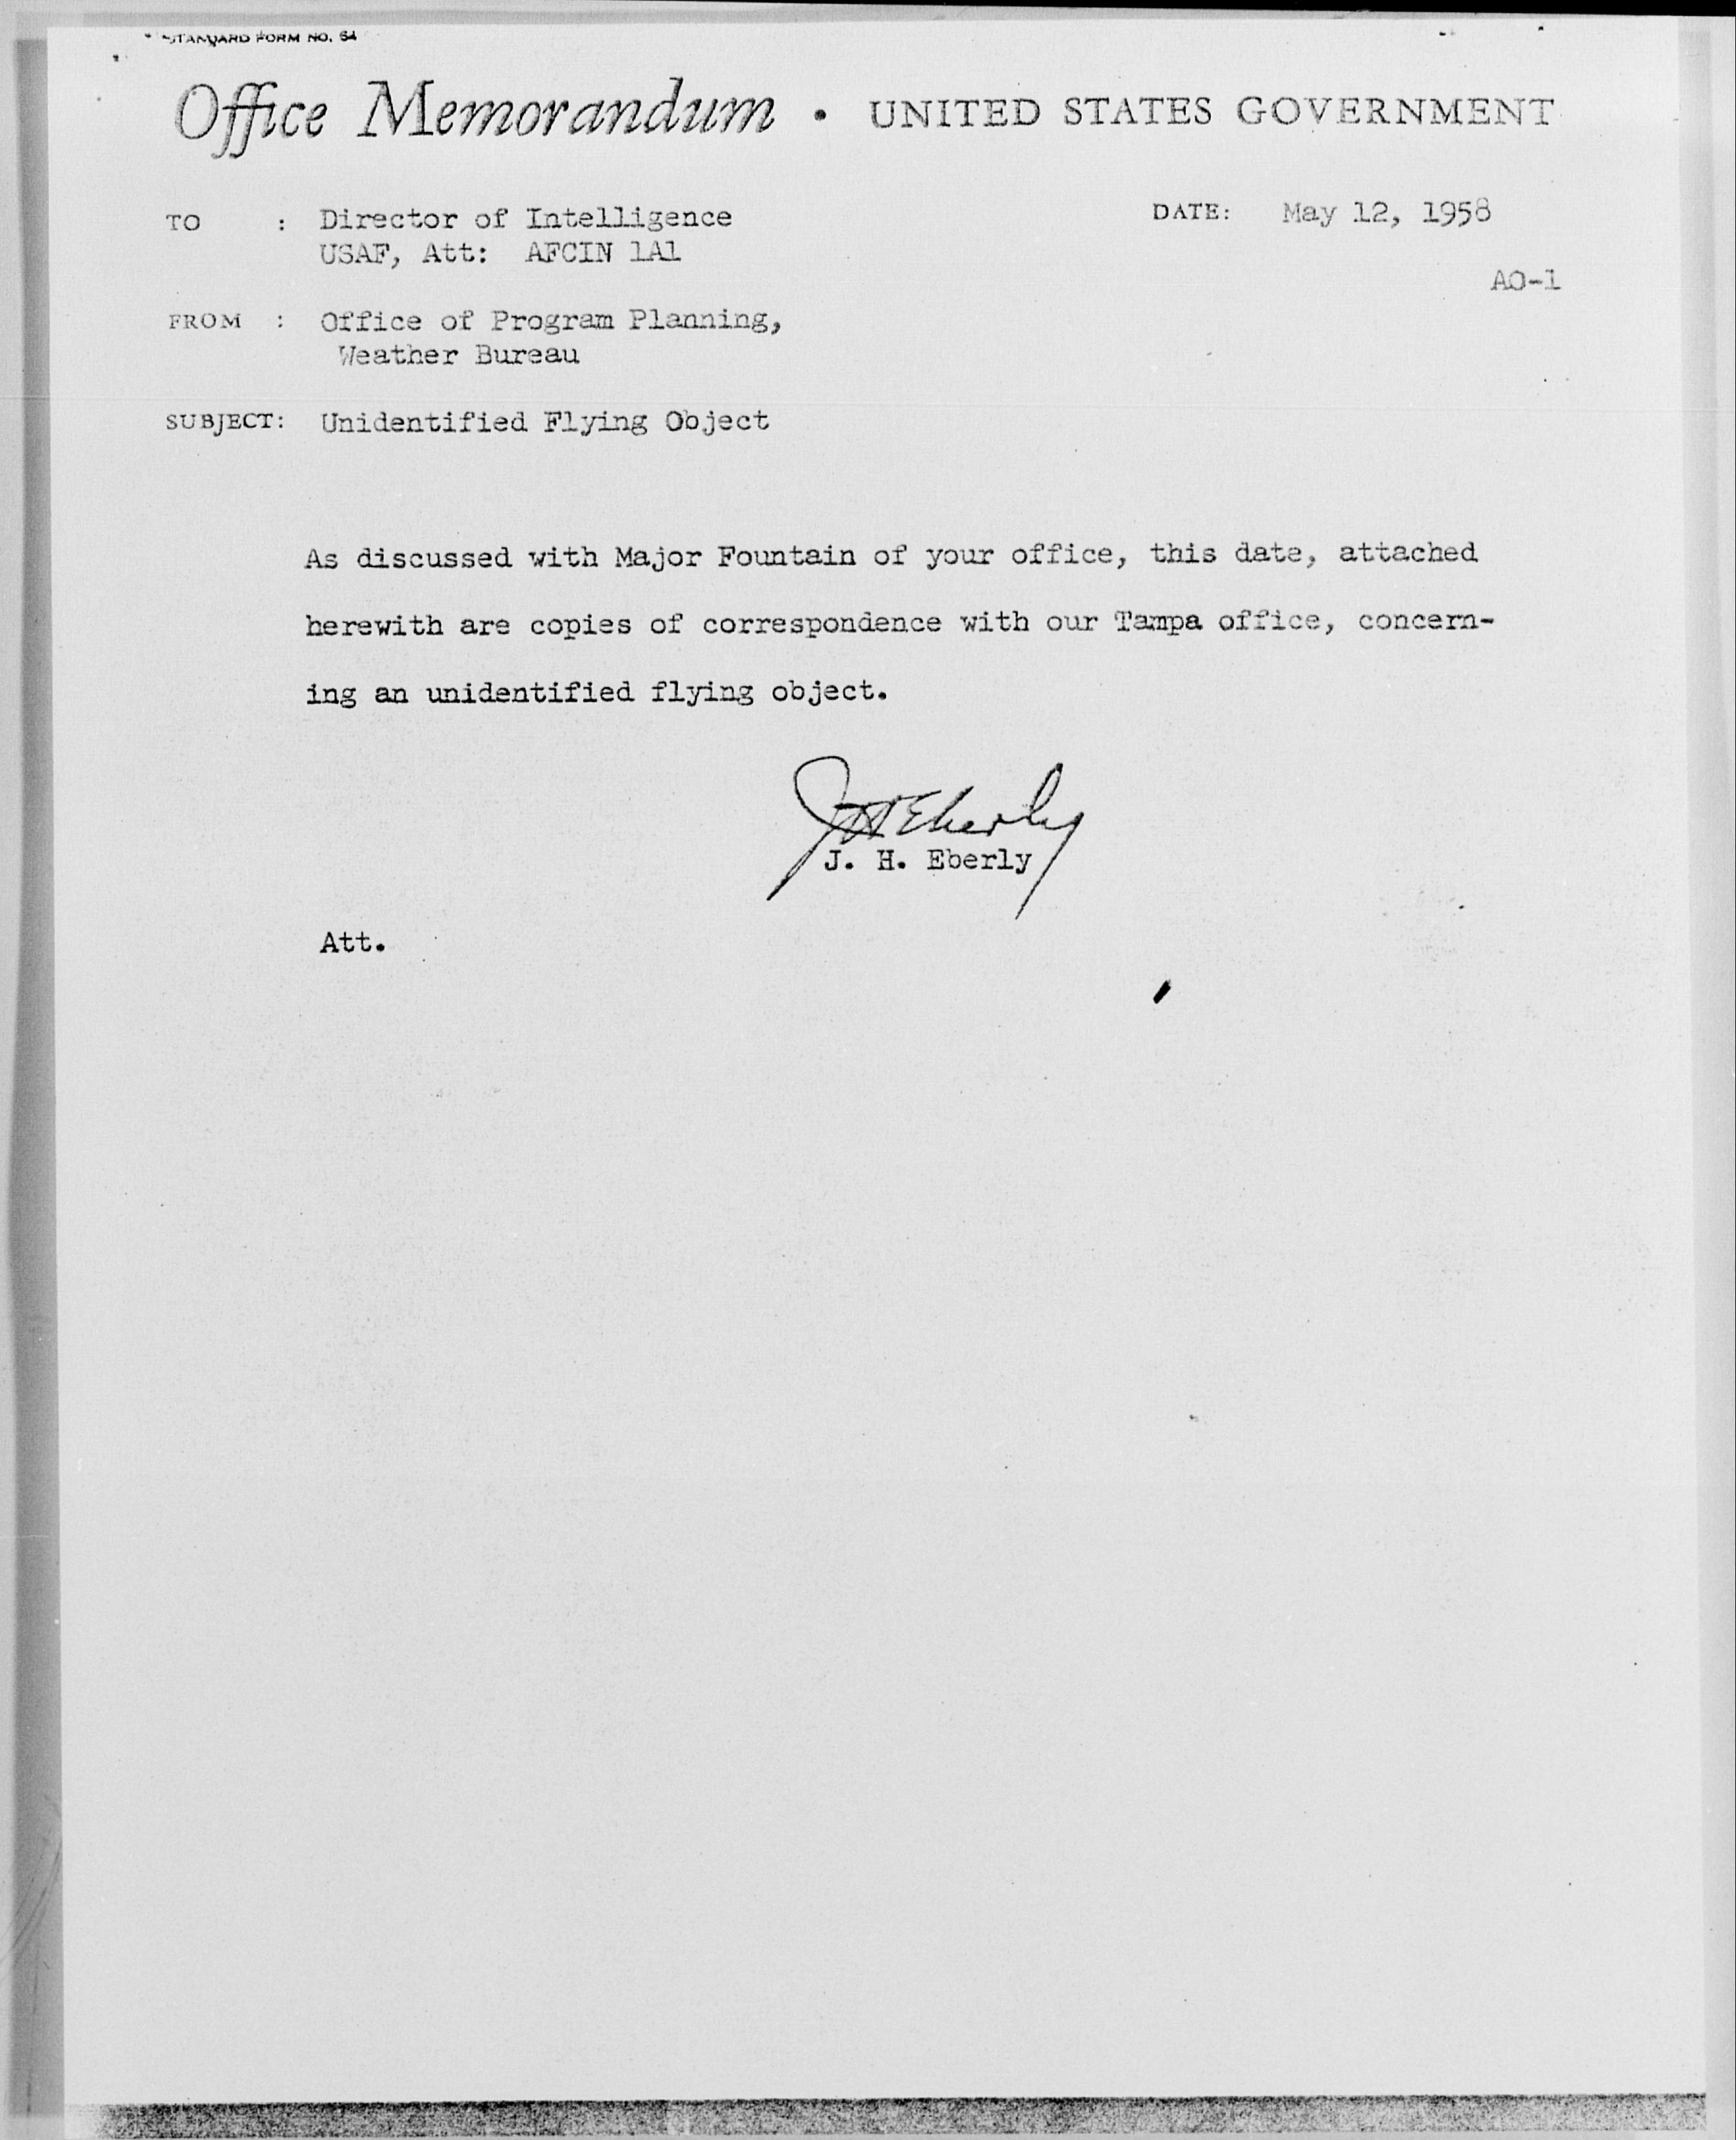 STANDARD FORM NO. 64
Office Memorandum • UNITED STATES GOVERNMENT
TO : Director of Intelligence DATE: May 12, 1958
USAF, Att: AFCIN 1A1
AO-1
FROM : Office of Program Planning,
Weather Bureau
SUBJECT: Unidentified Flying Object
As discussed with Major Fountain of your office, this date, attached
herewith are copies of correspondence with our Tampa office, concern-
ing an unidentified flying object.
JHEberly
J. H. Eberly
Att.